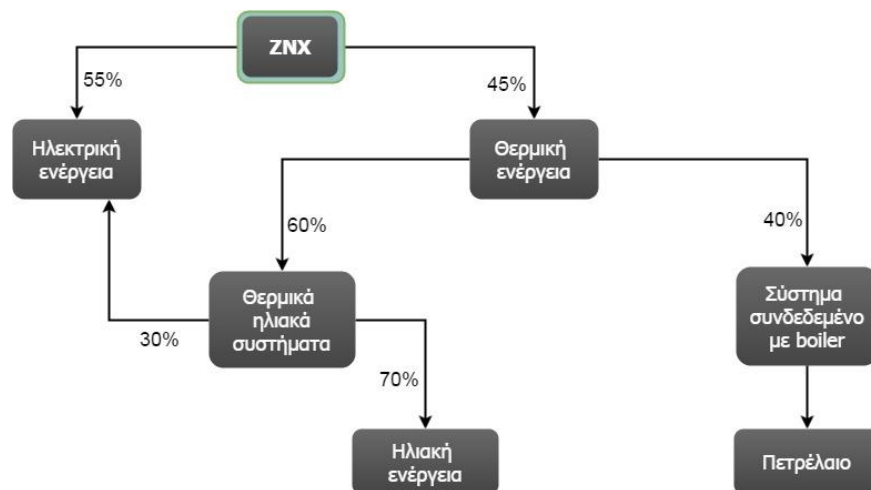 ΖΝΧ
55%
45%
Ηλεκτρική
ενέργεια
Θερμική
ενέργεια
60%
40%
Θερμικά
ηλιακά
συστήματα
Σύστημα
συνδεδεμένο
με boiler
30%
70%
Ηλιακή
ενέργεια
Πετρέλαιο